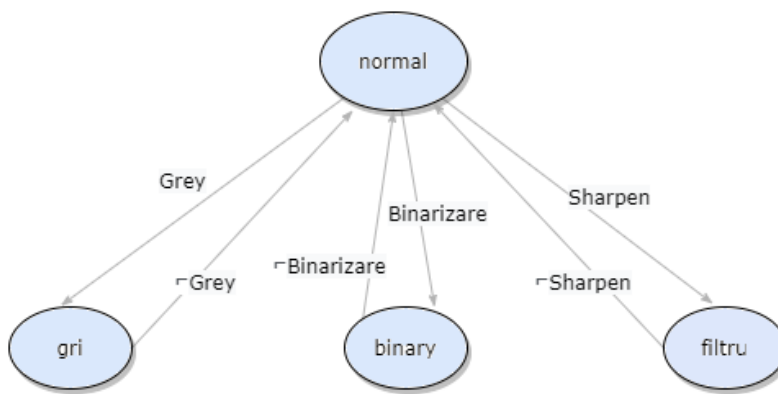 normal
Grey
Binarizare
Sharpen
⌐Grey
⌐Binarizare
⌐Sharpen
gri
binary
filtru